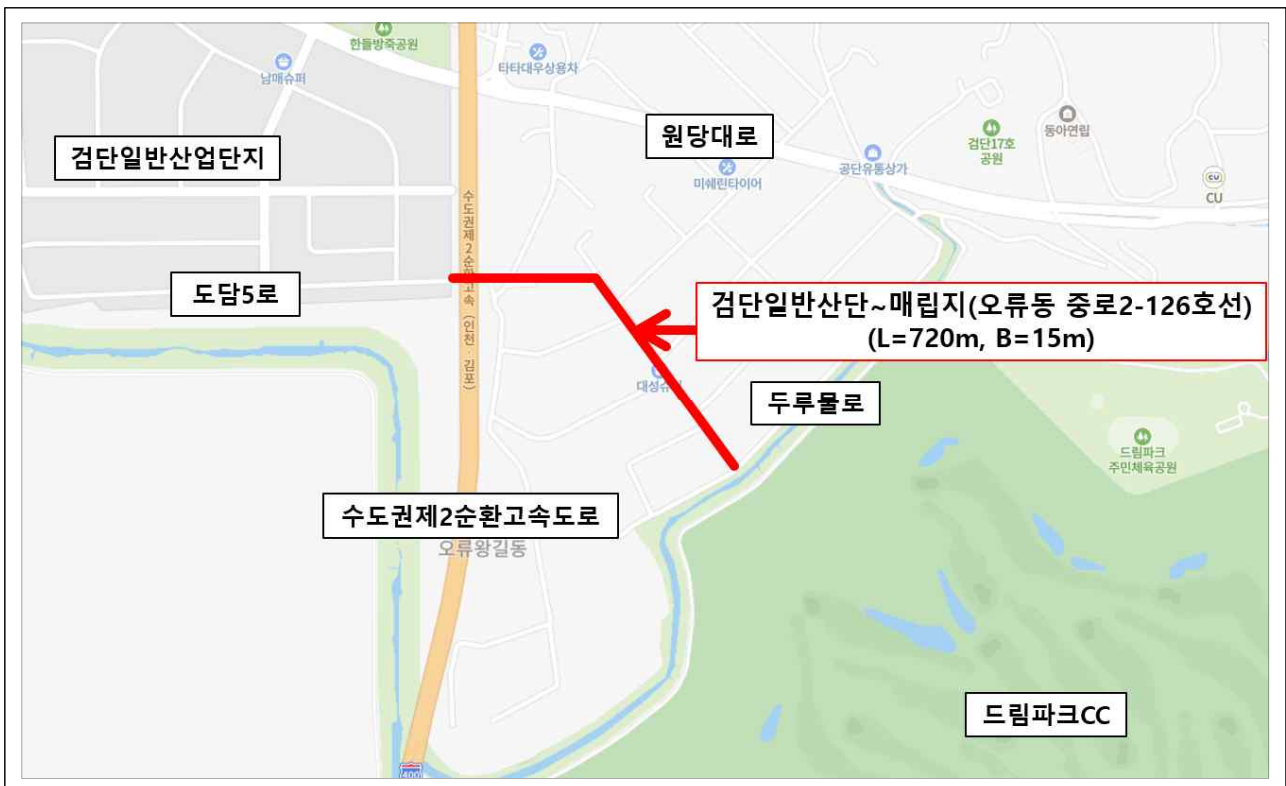 한들방죽공원
남매슈퍼
타타대우상용차
검단일반산업단지
원당대로
동아연립
검단17호
공원
미쉐린타이어
공단유통상가
CU
CU
수도권제2순환고속 (인천·김포)
도담5로
검단일반산단~매립지(오류동 중로2-126호선)
(L=720m, B=15m)
대성슈
두루물로
드림파크
주민체육공원
수도권제2순환고속도로
오류왕길동
드림파크CC
400